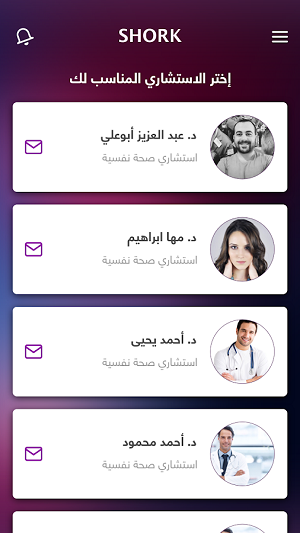 SHORK
إختر الاستشاري المناسب لك
د. عبد العزيز أبوعلي
استشاري صحة نفسية
د. مها ابراهيم
استشاري صحة نفسية
د. أحمد يحيى
استشاري صحة نفسية
د. أحمد محمود
استشاري صحة نفسية